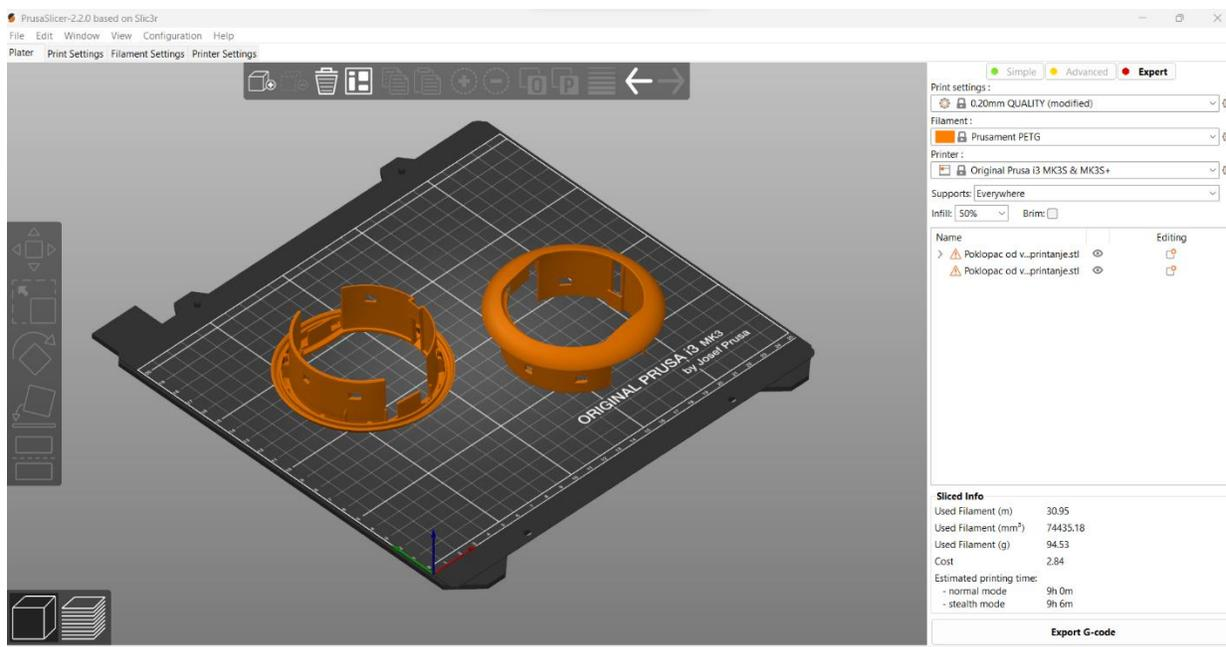 PrusaSlicer-2.2.0 based on Slic3r
File Edit Window View Configuration Help
Plater Print Settings Filament Settings Printer Settings
Simple Advanced Expert
Print settings :
0.20mm QUALITY (modified)
Filament :
Prusament PETG
Printer :
Original Prusa i3 MK3S & MK3S+
Supports: Everywhere
Infill: 50% Brim:
Name Editing
Poklopac od v...printanje.stl
Poklopac od v...printanje.stl
ORIGINAL PRUSA i3 MK3
by Josef Prusa
Sliced Info
Used Filament (m) 30.95
Used Filament (mm³) 74435.18
Used Filament (g) 94.53
Cost 2.84
Estimated printing time:
- normal mode 9h 0m
- stealth mode 9h 6m
Export G-code